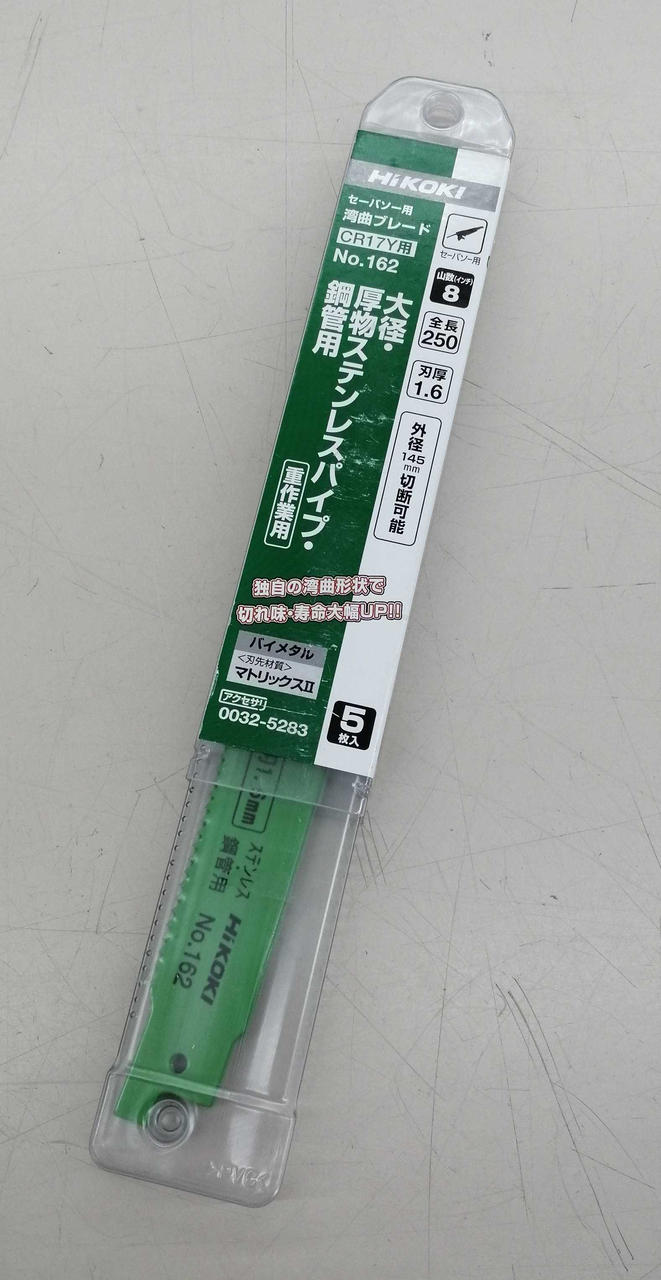 HiKOKI
セーバソー用
湾曲ブレード
CR17Y用
No.162
セーバソー用
山数(インチ)
8
全長
250
刃厚
1.6
外径
145mm
切断可能
大径・
厚物ステンレスパイプ・
鋼管用
重作業用
独自の湾曲形状で
切れ味・寿命大幅UP!!
バイメタル
<刃先材質>
マトリックスⅡ
アクセサリ
0032-5283
5
枚入
ステンレス
鋼管用
HiKOKI
No.162